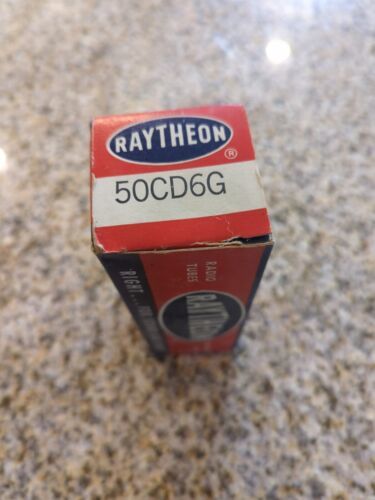 RAYTHEON
®
50CD6G
RADIO
TUBES
RAYTHEON
"RIGHT...